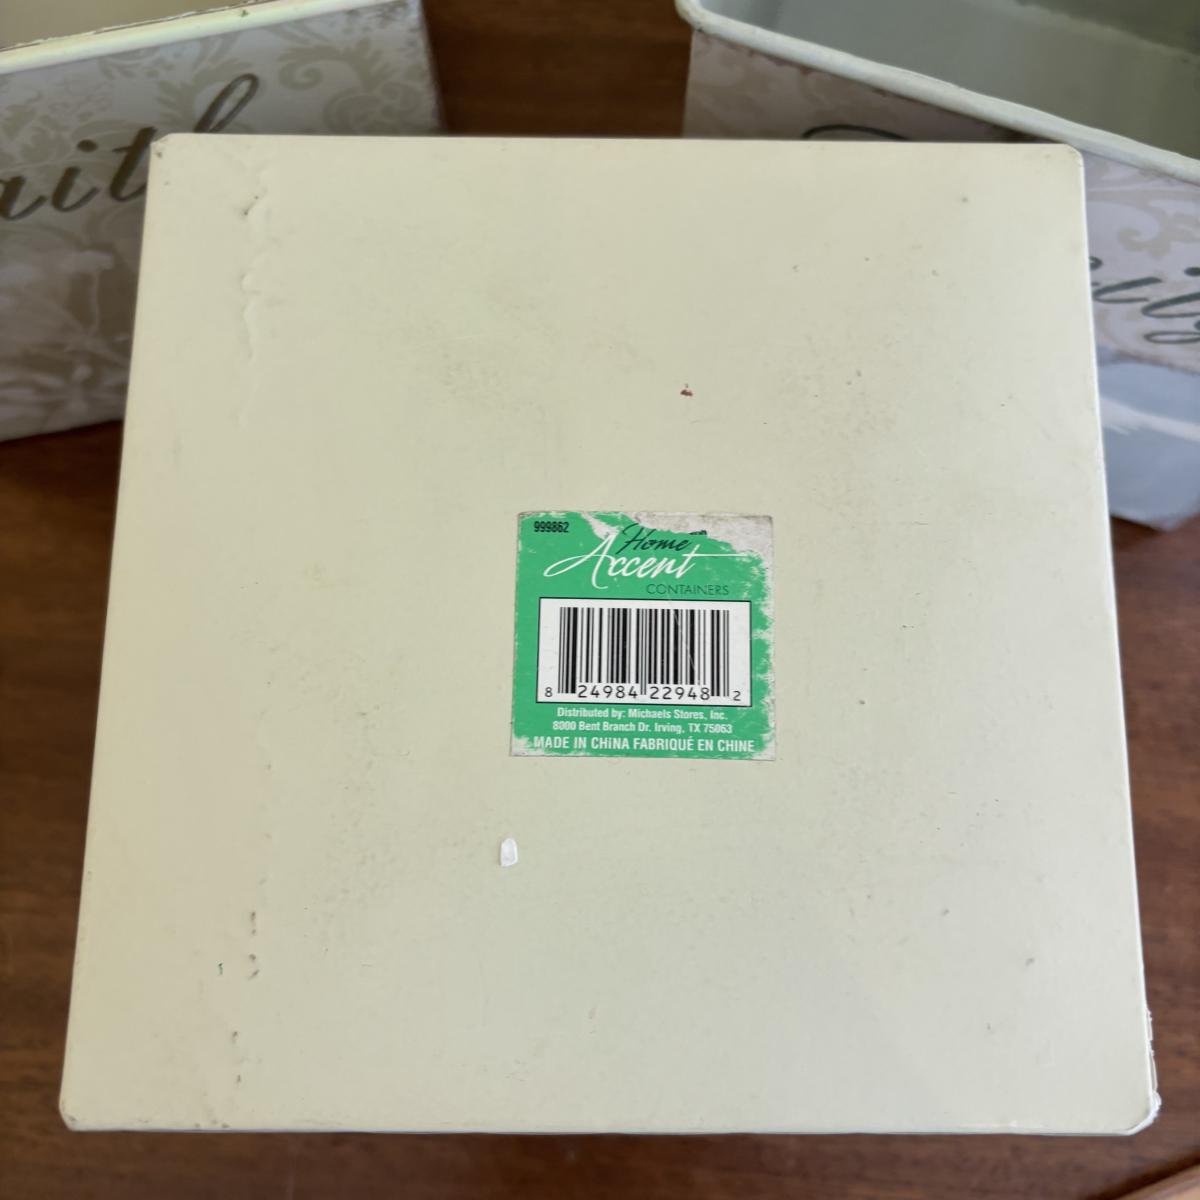 aith
ily
999862
Home
Accent
CONTAINERS
8 24984 22948 2
Distributed by: Michaels Stores, Inc.
8000 Bent Branch Dr. Irving, TX 75063
MADE IN CHINA FABRIQUÉ EN CHINE